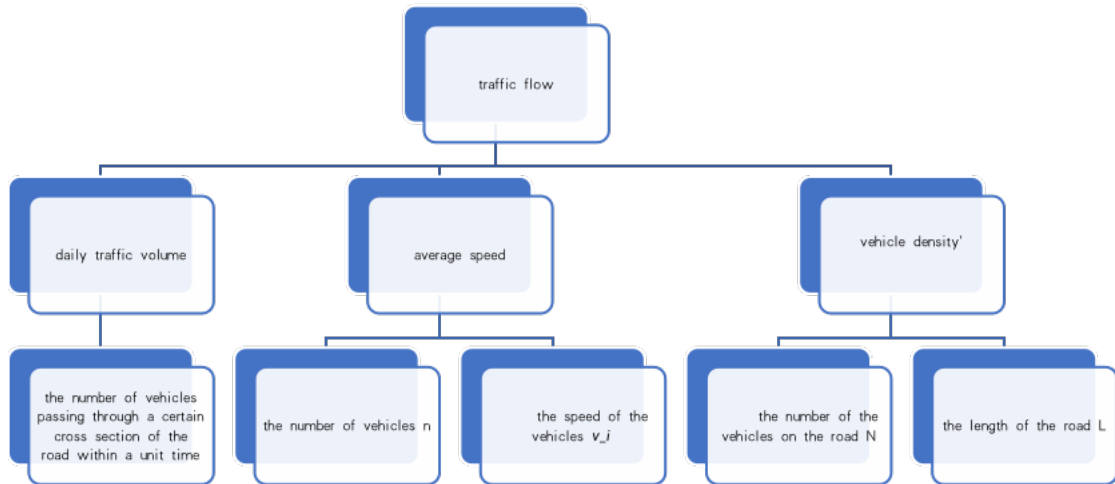 traffic flow
daily traffic volume
average speed
vehicle density'
the number of vehicles
passing through a certain
cross section of the
road within a unit time
the number of vehicles n
the speed of the
vehicles v_i
the number of the
vehicles on the road N
the length of the road L